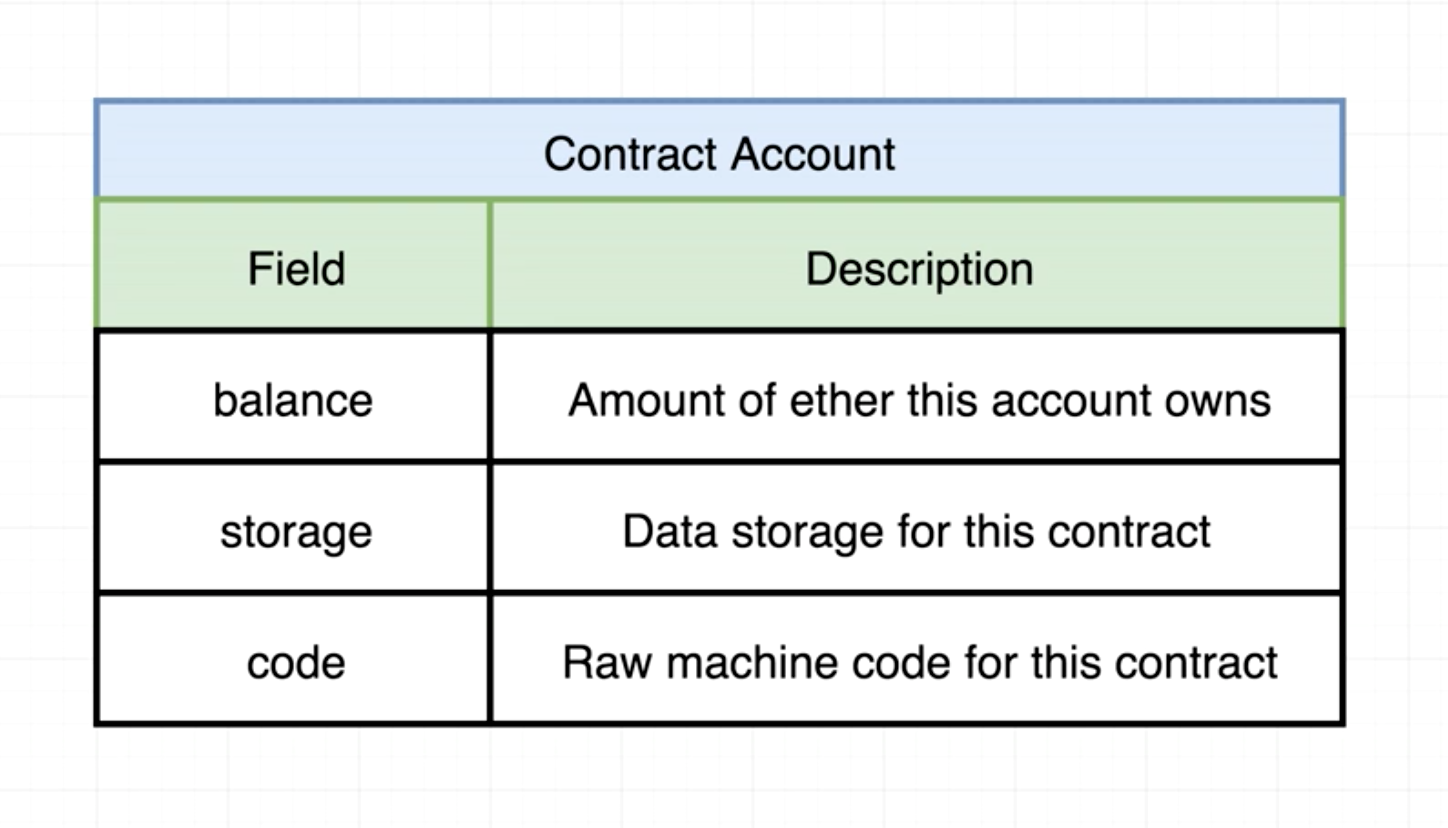 Contract Account
Field Description
balance Amount of ether this account owns
storage Data storage for this contract
code Raw machine code for this contract